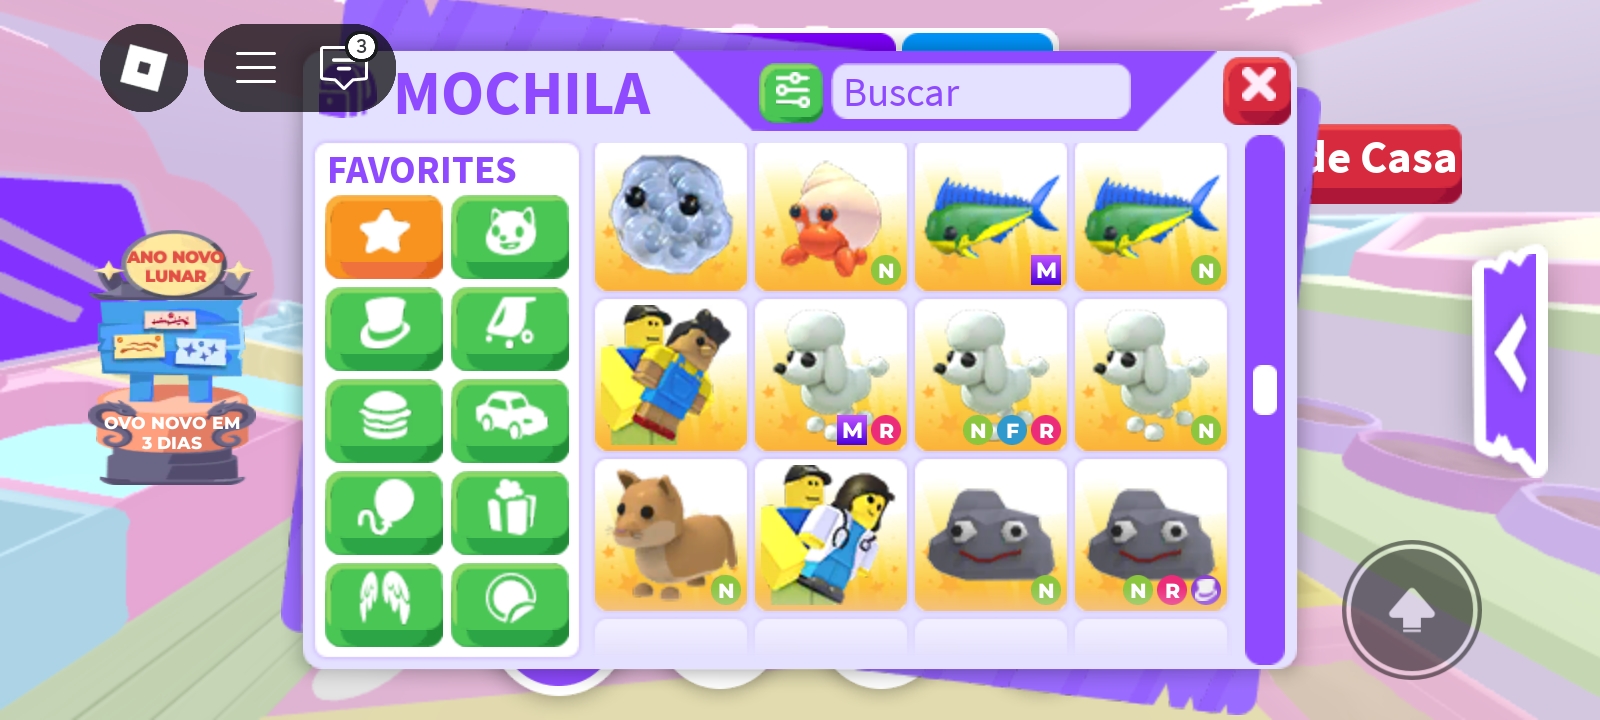 3
MOCHILA
Buscar
de Casa
FAVORITES
ANO NOVO
LUNAR
OVO NOVO EM
3 DIAS
N
M
N
M R
N F R
N
N
N
N R